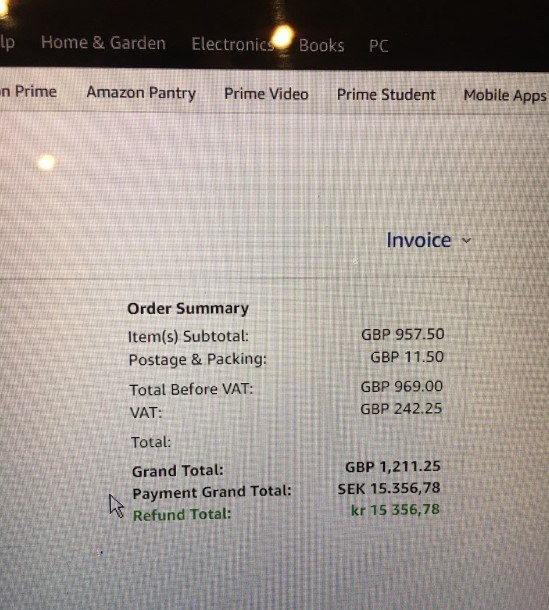 lp Home & Garden Electronics Books PC
n Prime Amazon Pantry Prime Video Prime Student Mobile Apps
Invoice
Order Summary
Item(s) Subtotal: GBP 957.50
Postage & Packing: GBP 11.50
Total Before VAT: GBP 969.00
VAT: GBP 242.25
Total:
Grand Total: GBP 1,211.25
Payment Grand Total: SEK 15.356,78
Refund Total: kr 15 356,78